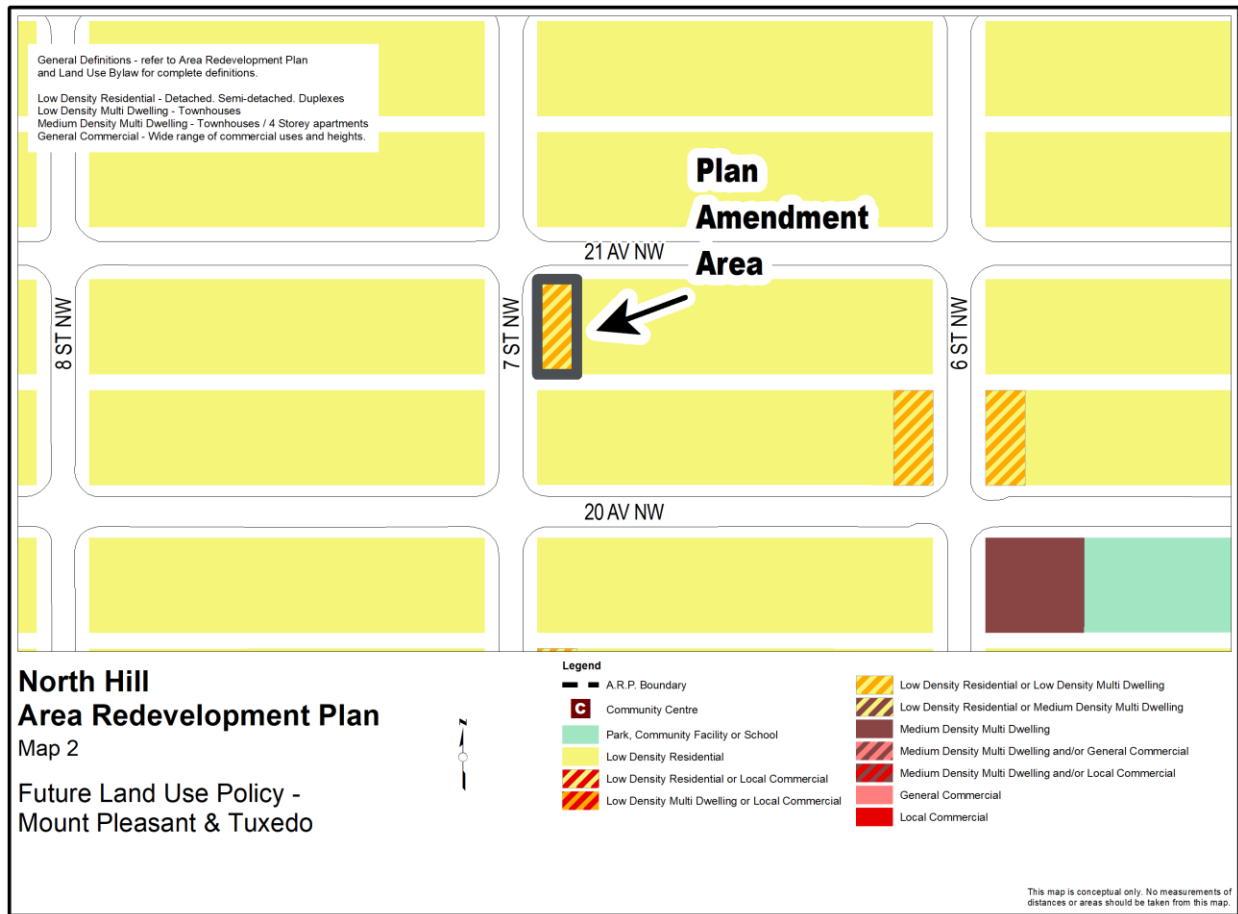 General Definitions - refer to Area Redevelopment Plan
and Land Use Bylaw for complete definitions.
Low Density Residential - Detached. Semi-detached. Duplexes
Low Density Multi Dwelling - Townhouses
Medium Density Multi Dwelling - Townhouses / 4 Storey apartments
General Commercial - Wide range of commercial uses and heights.
Plan
Amendment
Area
21 AV NW
8 ST NW
7 ST NW
6 ST NW
20 AV NW
North Hill
Area Redevelopment Plan
Map 2
Future Land Use Policy -
Mount Pleasant & Tuxedo
N
Legend
A.R.P. Boundary
C
Community Centre
Park, Community Facility or School
Low Density Residential
Low Density Residential or Local Commercial
Low Density Multi Dwelling or Local Commercial
Low Density Residential or Low Density Multi Dwelling
Low Density Residential or Medium Density Multi Dwelling
Medium Density Multi Dwelling
Medium Density Multi Dwelling and/or General Commercial
Medium Density Multi Dwelling and/or Local Commercial
General Commercial
Local Commercial
This map is conceptual only. No measurements of
distances or areas should be taken from this map.